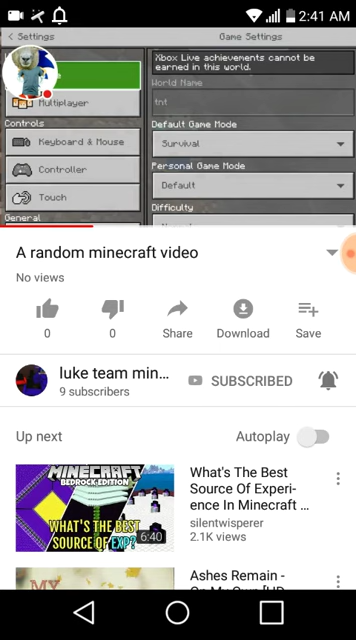 2:41 AM
< Settings
Game Settings
Xbox Live achievements cannot be
earned in this world.
World Name
tnt
Multiplayer
Controls
Default Game Mode
Keyboard & Mouse
Survival
Controller
Personal Game Mode
Default
Touch
Difficulty
General
A random minecraft video
No views
0
0
Share
Download
Save
luke team min...
9 subscribers
SUBSCRIBED
Up next
Autoplay
MINECRAFT
BEDROCK EDITION
WHAT'S THE BEST
SOURCE OF EXP?
6:40
What's The Best
Source Of Experi-
ence In Minecraft ...
silentwisperer
2.1K views
Ashes Remain -
MY